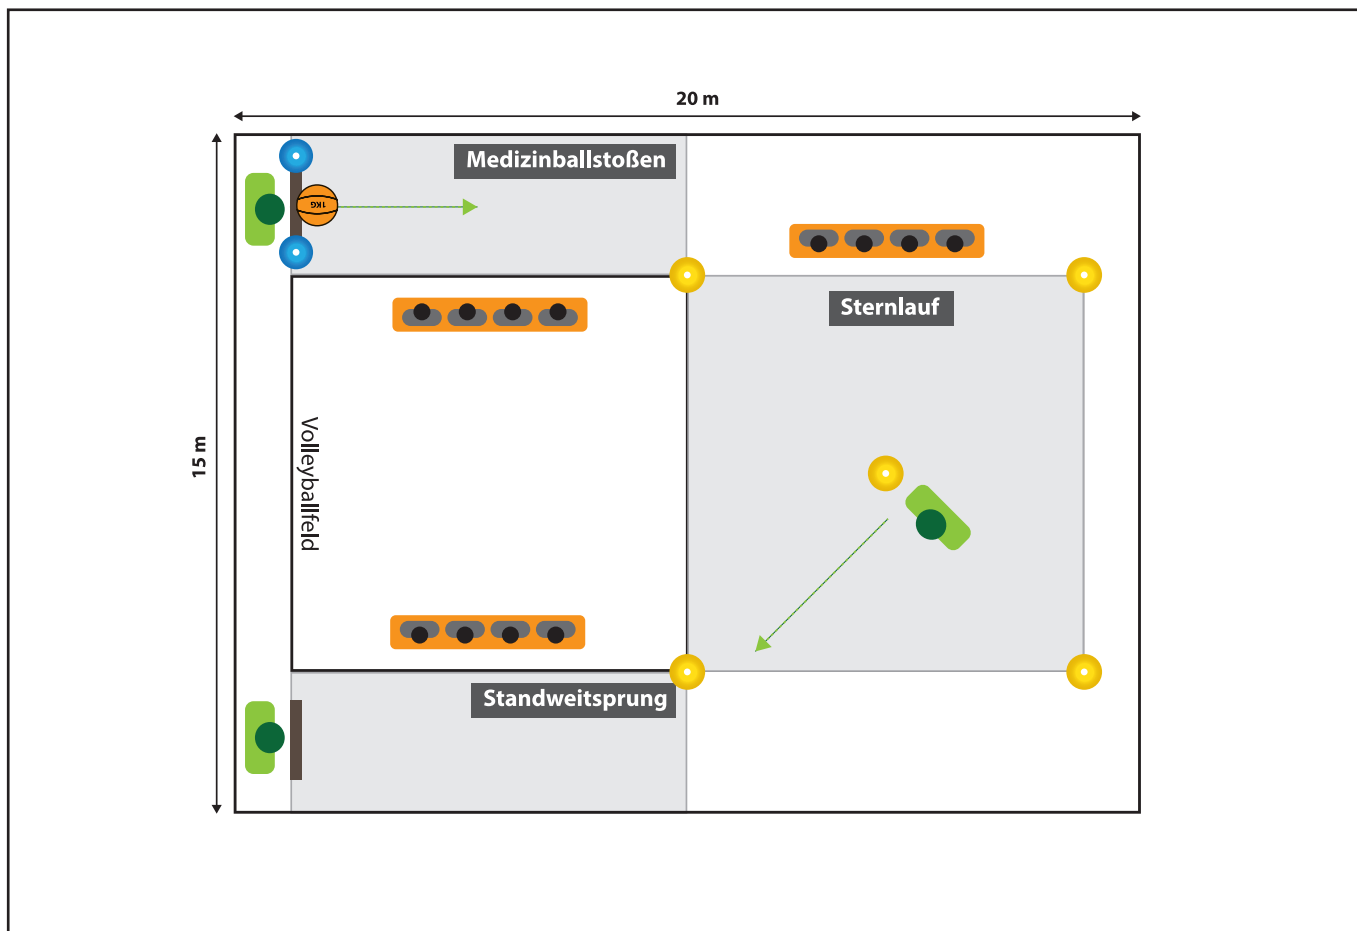 20 m
Medizinballstoßen
1KG
Sternlauf
15 m
Volleyballfeld
Standweitsprung